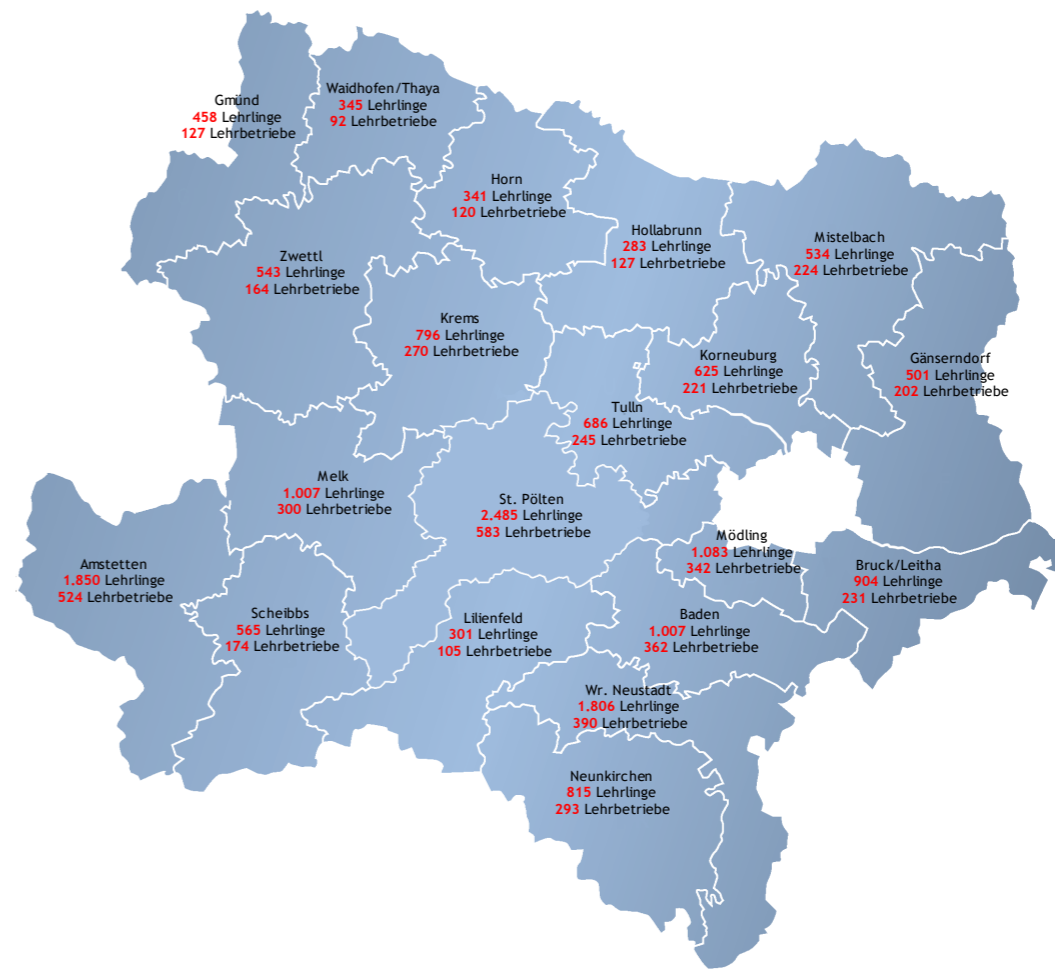 Gmünd
458 Lehrlinge
127 Lehrbetriebe
Waidhofen/Thaya
345 Lehrlinge
92 Lehrbetriebe
Horn
341 Lehrlinge
120 Lehrbetriebe
Hollabrunn
283 Lehrlinge
127 Lehrbetriebe
Mistelbach
534 Lehrlinge
224 Lehrbetriebe
Zwettl
543 Lehrlinge
164 Lehrbetriebe
Krems
796 Lehrlinge
270 Lehrbetriebe
Korneuburg
625 Lehrlinge
221 Lehrbetriebe
Gänserndorf
501 Lehrlinge
202 Lehrbetriebe
Tulln
686 Lehrlinge
245 Lehrbetriebe
Melk
1.007 Lehrlinge
300 Lehrbetriebe
St. Pölten
2.485 Lehrlinge
583 Lehrbetriebe
Mödling
1.083 Lehrlinge
342 Lehrbetriebe
Bruck/Leitha
904 Lehrlinge
231 Lehrbetriebe
Amstetten
1.850 Lehrlinge
524 Lehrbetriebe
Scheibbs
565 Lehrlinge
174 Lehrbetriebe
Lilienfeld
301 Lehrlinge
105 Lehrbetriebe
Baden
1.007 Lehrlinge
362 Lehrbetriebe
Wr. Neustadt
1.806 Lehrlinge
390 Lehrbetriebe
Neunkirchen
815 Lehrlinge
293 Lehrbetriebe